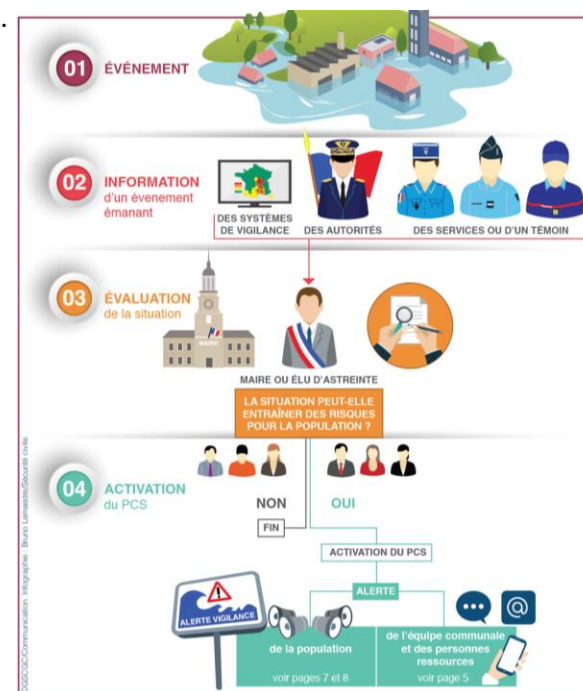 .
01 ÉVÉNEMENT
02 INFORMATION
d'un évenement
émanant
DES SYSTÈMES
DE VIGILANCE
DES AUTORITÉS
DES SERVICES OU D'UN TÉMOIN
03 ÉVALUATION
de la situation
MAIRIE
MAIRE OU ÉLU D'ASTREINTE
LA SITUATION PEUT-ELLE
ENTRAÎNER DES RISQUES
POUR LA POPULATION ?
04 ACTIVATION
du PCS
NON
OUI
FIN
ACTIVATION DU PCS
ALERTE
ALERTE VIGILANCE
@
de la population
voir pages 7 et 8
de l'équipe communale
et des personnes
ressources
voir page 5
DGSCGC/Communication. Infographie : Bruno Lemaistre/Sécurité civile.